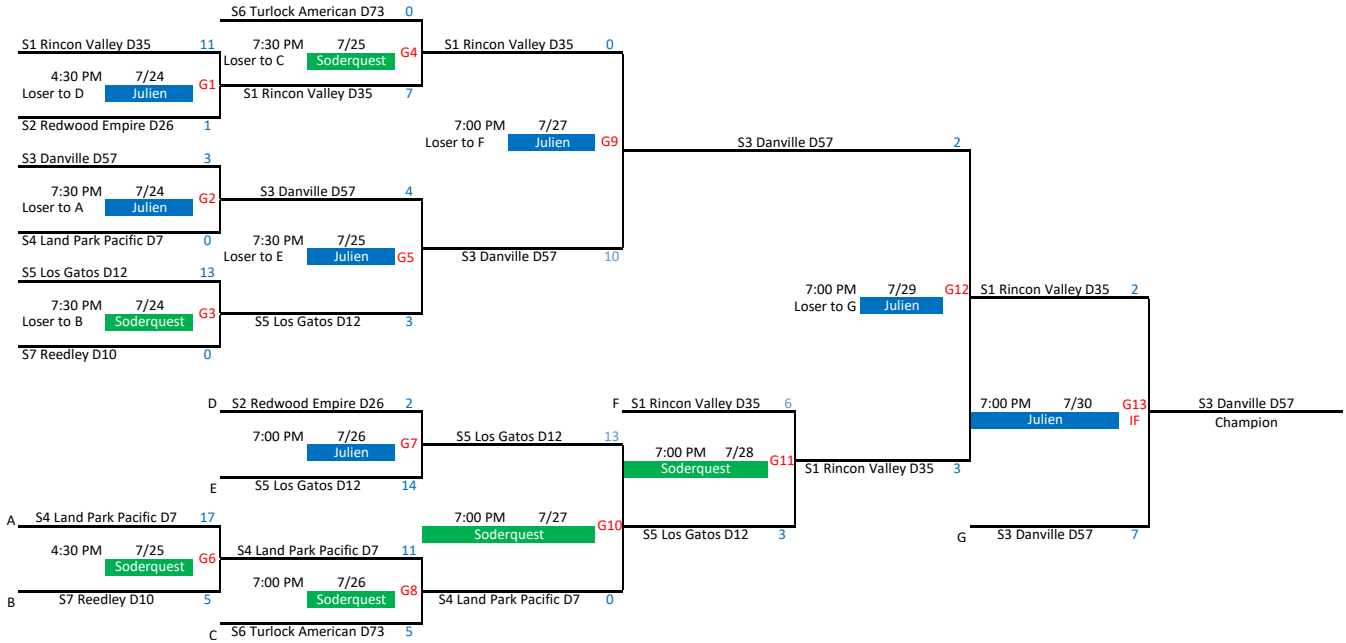 S6 Turlock American D73 0
S1 Rincon Valley D35 11
7:30 PM 7/25
Loser to C Soderquest G4
S1 Rincon Valley D35 0
4:30 PM 7/24
Loser to D Julien G1
S1 Rincon Valley D35 7
S2 Redwood Empire D26 1
7:00 PM 7/27
Loser to F Julien G9
S3 Danville D57 2
S3 Danville D57 3
7:30 PM 7/24
Loser to A Julien G2
S3 Danville D57 4
S4 Land Park Pacific D7 0
7:30 PM 7/25
Loser to E Julien G5
S3 Danville D57 10
S5 Los Gatos D12 13
7:30 PM 7/24
Loser to B Soderquest G3
S5 Los Gatos D12 3
S7 Reedley D10 0
7:00 PM 7/29 G12
Loser to G Julien
S1 Rincon Valley D35 2
D S2 Redwood Empire D26 2
F S1 Rincon Valley D35 6
7:00 PM 7/30 G13
Julien IF
S3 Danville D57
Champion
7:00 PM 7/26
Julien G7
S5 Los Gatos D12 13
7:00 PM 7/28
Soderquest G11
S1 Rincon Valley D35 3
E S5 Los Gatos D12 14
A S4 Land Park Pacific D7 17
7:00 PM 7/27
Soderquest G10
S5 Los Gatos D12 3
G S3 Danville D57 7
4:30 PM 7/25
Soderquest G6
S4 Land Park Pacific D7 11
7:00 PM 7/26
Soderquest G8
S4 Land Park Pacific D7 0
B S7 Reedley D10 5
C S6 Turlock American D73 5